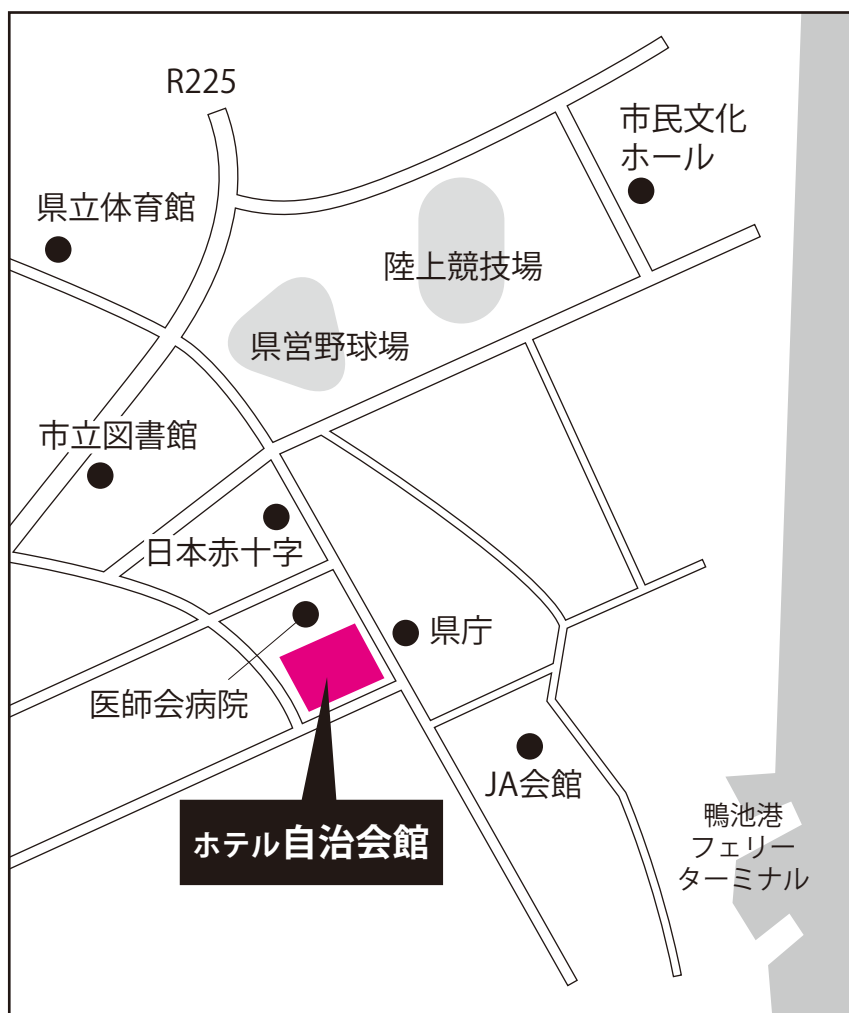 R225
市民文化
ホール
県立体育館
陸上競技場
県営野球場
市立図書館
日本赤十字
県庁
医師会病院
JA会館
鴨池港
フェリー
ターミナル
ホテル自治会館